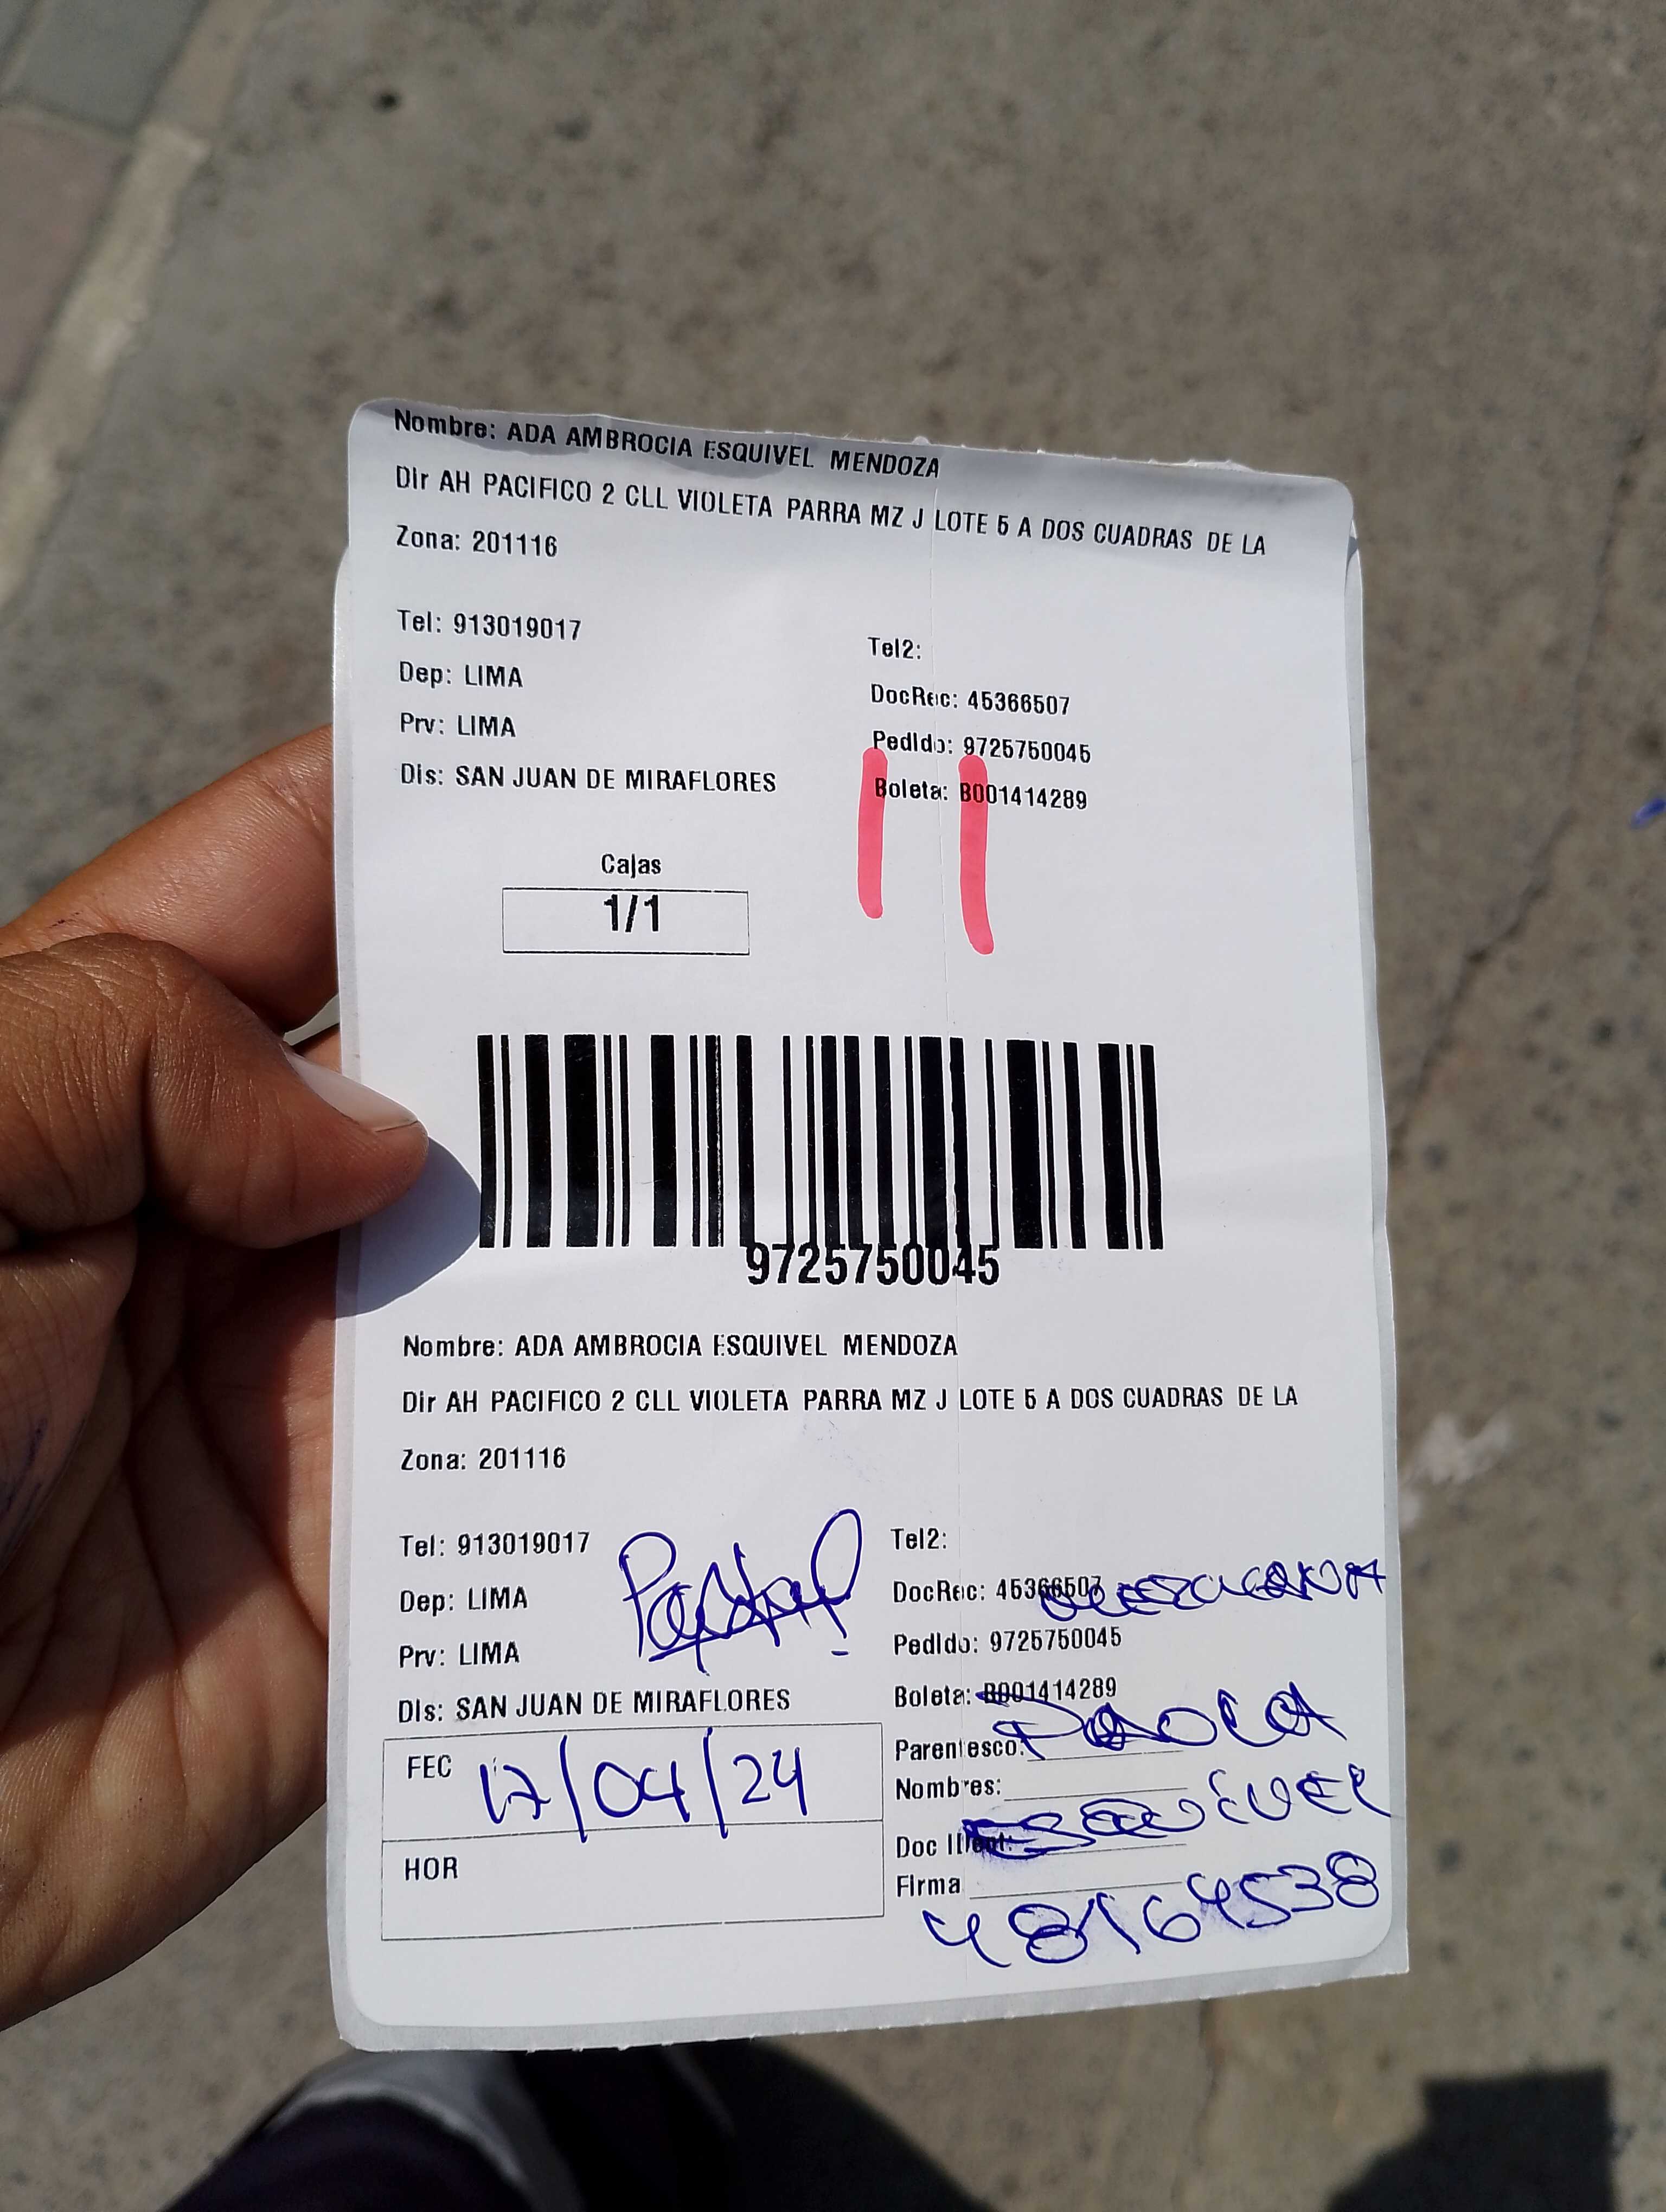 Nombre: ADA AMBROCIA ESQUIVEL MENDOZA
Dir AH PACIFICO 2 CLL VIOLETA PARRA MZ J LOTE 5 A DOS CUADRAS DE LA
Zona: 201116
Tel: 913019017
Tel2:
Dep: LIMA
DocRec: 45366507
Prv: LIMA
Pedido: 9725750045
Dis: SAN JUAN DE MIRAFLORES
Boleta: B001414289
Cajas
1/1
9725750045
Nombre: ADA AMBROCIA ESQUIVEL MENDOZA
Dir AH PACIFICO 2 CLL VIOLETA PARRA MZ J LOTE 5 A DOS CUADRAS DE LA
Zona: 201116
Tel: 913019017
Tel2:
Dep: LIMA
DocRec: 45366507
Prv: LIMA
Pedido: 9725750045
Dis: SAN JUAN DE MIRAFLORES
Boleta: B001414289
PAOLA
Parentesco:
FEC 17/04/24
Nombres:
ESQUIVEL
Doc Ident:
HOR
Firma
48164538